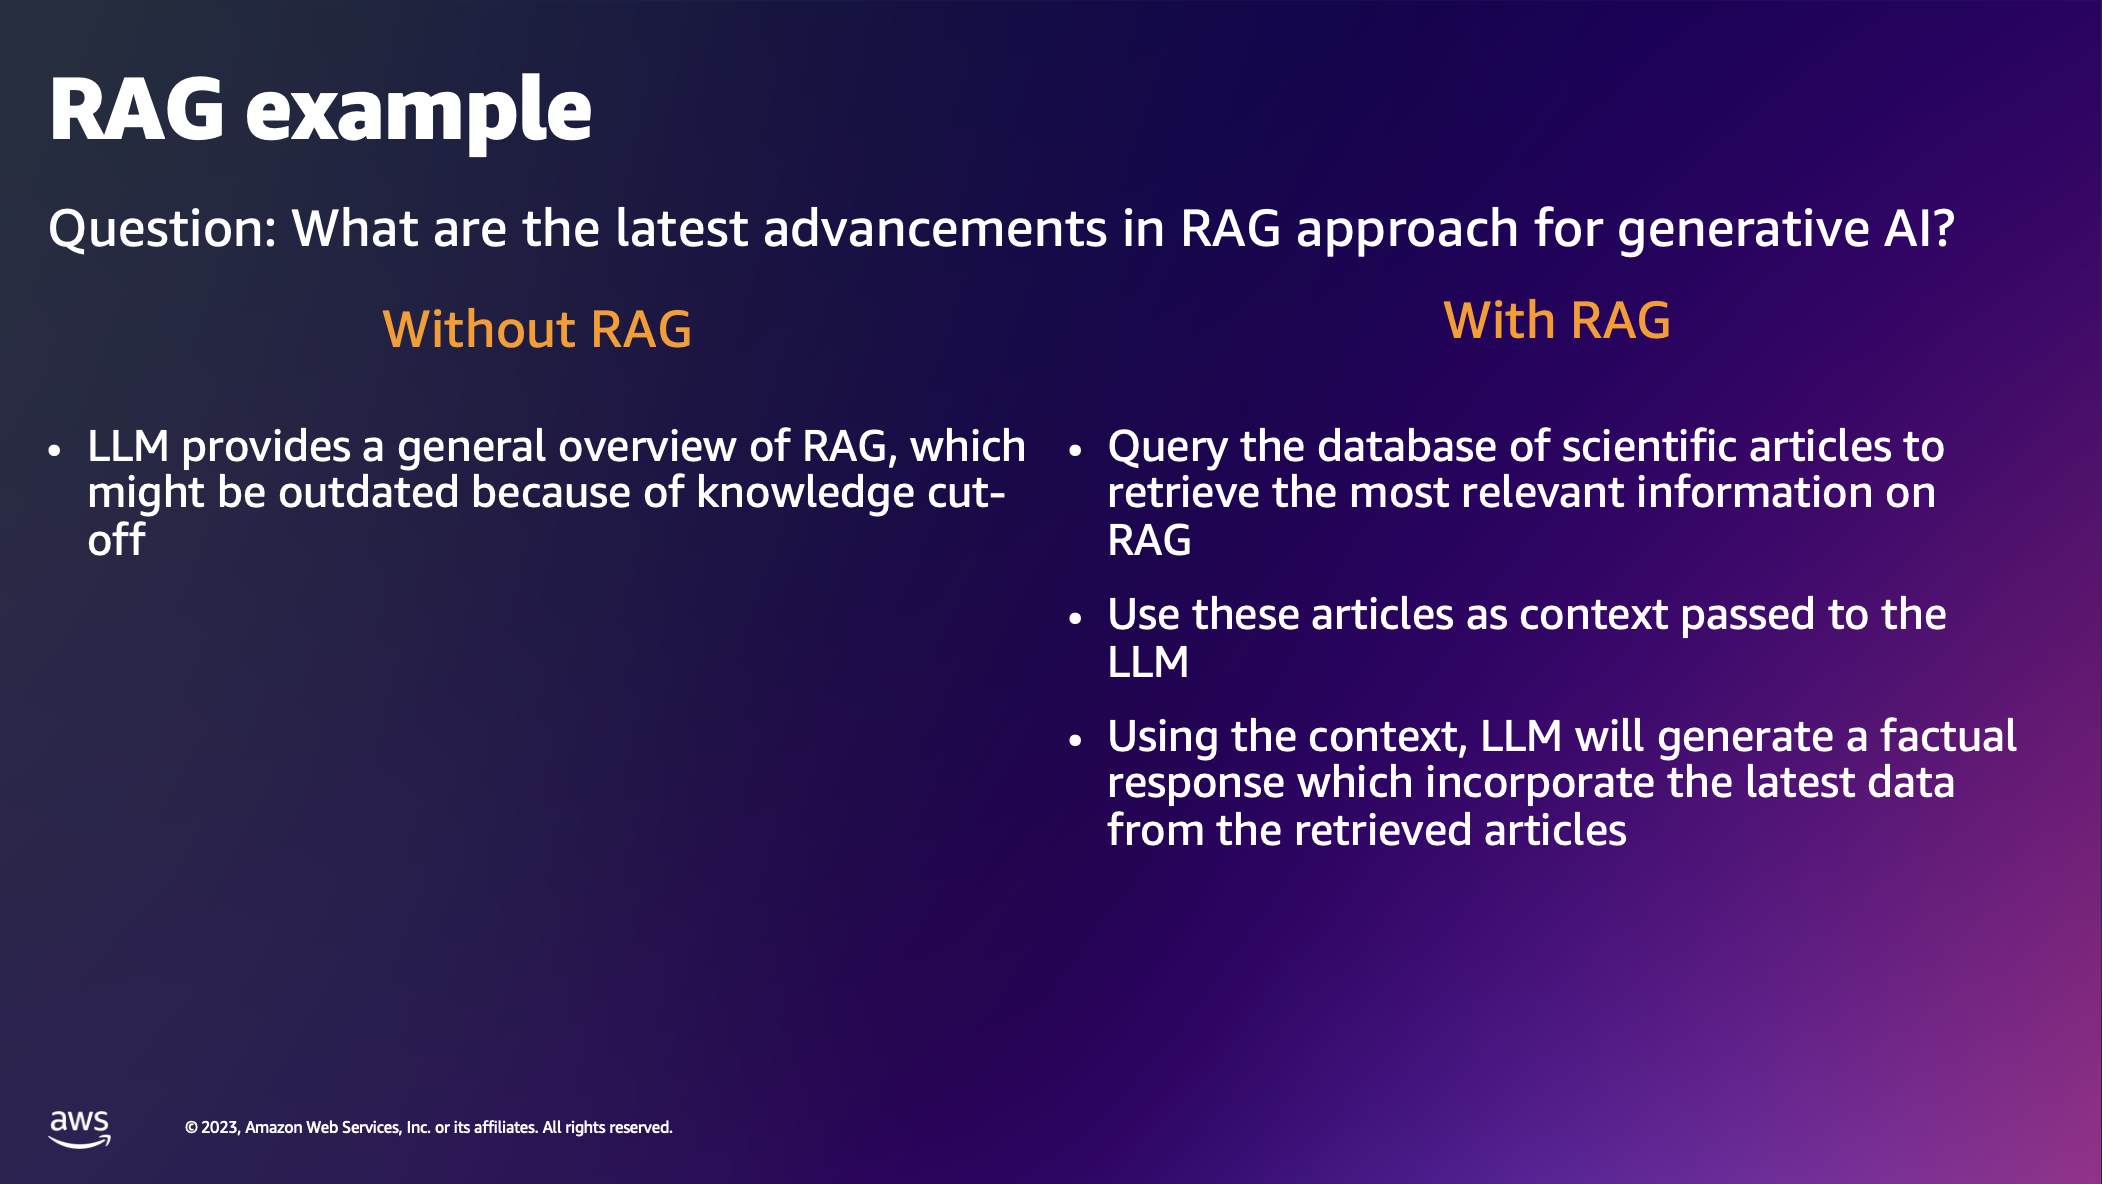 RAG example
Question: What are the latest advancements in RAG approach for generative AI?
Without RAG
• LLM provides a general overview of RAG, which
might be outdated because of knowledge cut-
off
With RAG
• Query the database of scientific articles to
retrieve the most relevant information on
RAG
• Use these articles as context passed to the
LLM
• Using the context, LLM will generate a factual
response which incorporate the latest data
from the retrieved articles
aws
© 2023, Amazon Web Services, Inc. or its affiliates. All rights reserved.